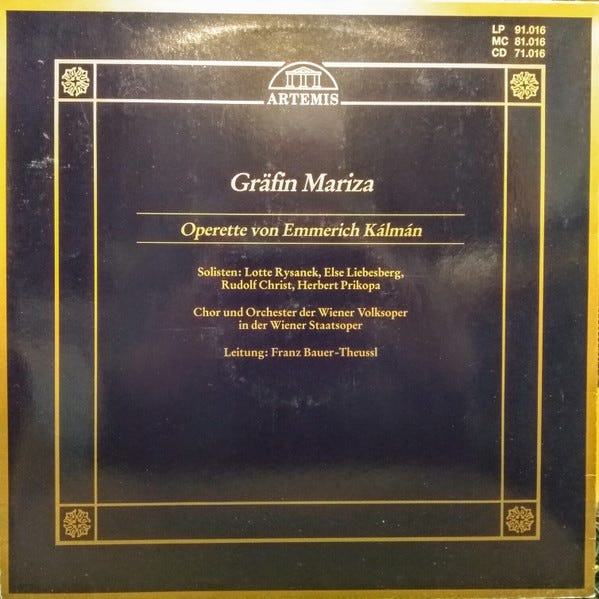 LP 91.016
MC 81.016
CD 71.016
ARTEMIS
Gräfin Mariza
Operette von Emmerich Kálmán
Solisten: Lotte Rysanek, Else Liebesberg,
Rudolf Christ, Herbert Prikopa
Chor und Orchester der Wiener Volksoper
in der Wiener Staatsoper
Leitung: Franz Bauer-Theussl